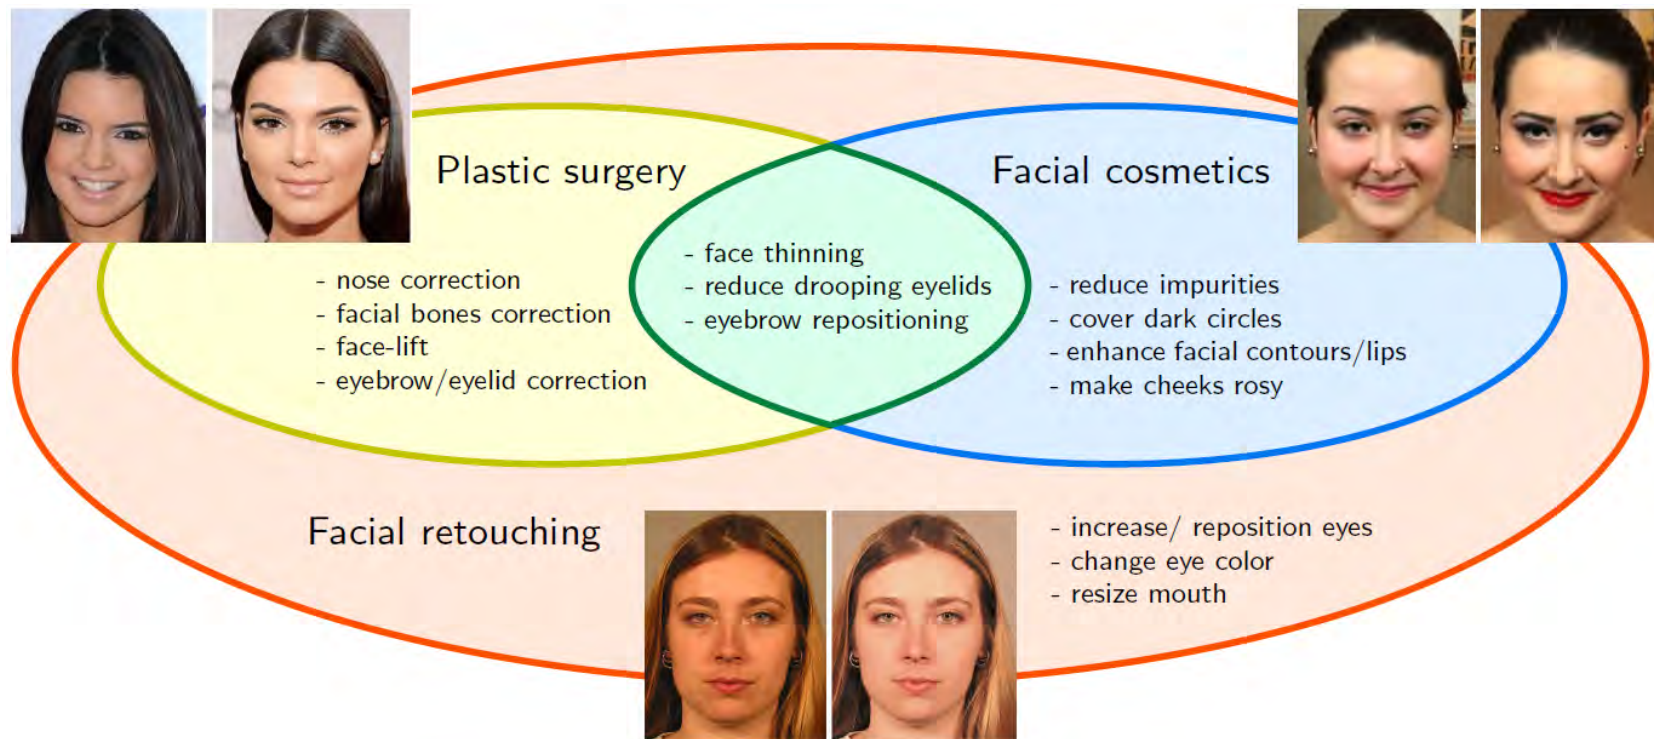 Plastic surgery
- nose correction
- facial bones correction
- face-lift
- eyebrow/eyelid correction
- face thinning
- reduce drooping eyelids
- eyebrow repositioning
Facial cosmetics
- reduce impurities
- cover dark circles
- enhance facial contours/lips
- make cheeks rosy
Facial retouching
- increase/ reposition eyes
- change eye color
- resize mouth